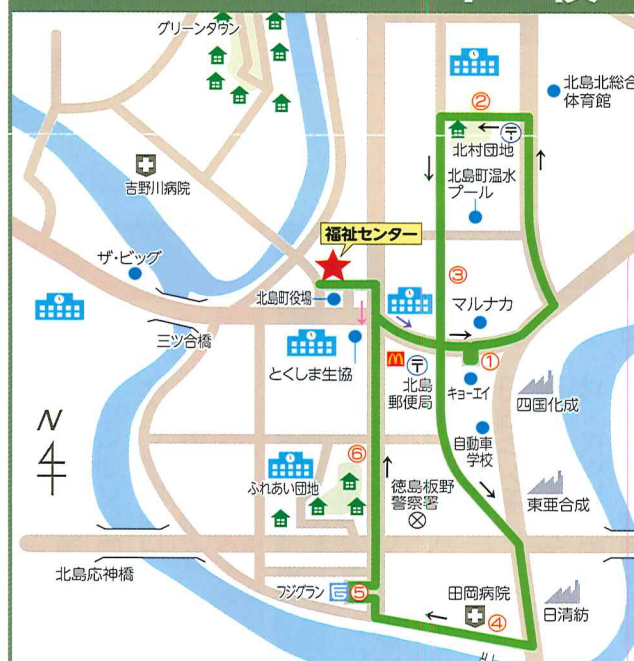 グリーンタウン
北島北総合
体育館
②
北村団地
吉野川病院
北島町温水
プール
福祉センター
ザ・ビッグ
③
北島町役場
マルナカ
三ツ合橋
①
とくしま生協
北島
郵便局
キョーエイ
四国化成
N
自動車
学校
⑥
ふれあい団地
徳島板野
警察署
東亜合成
北島応神橋
フジグラン
⑤
田岡病院
④
日清紡